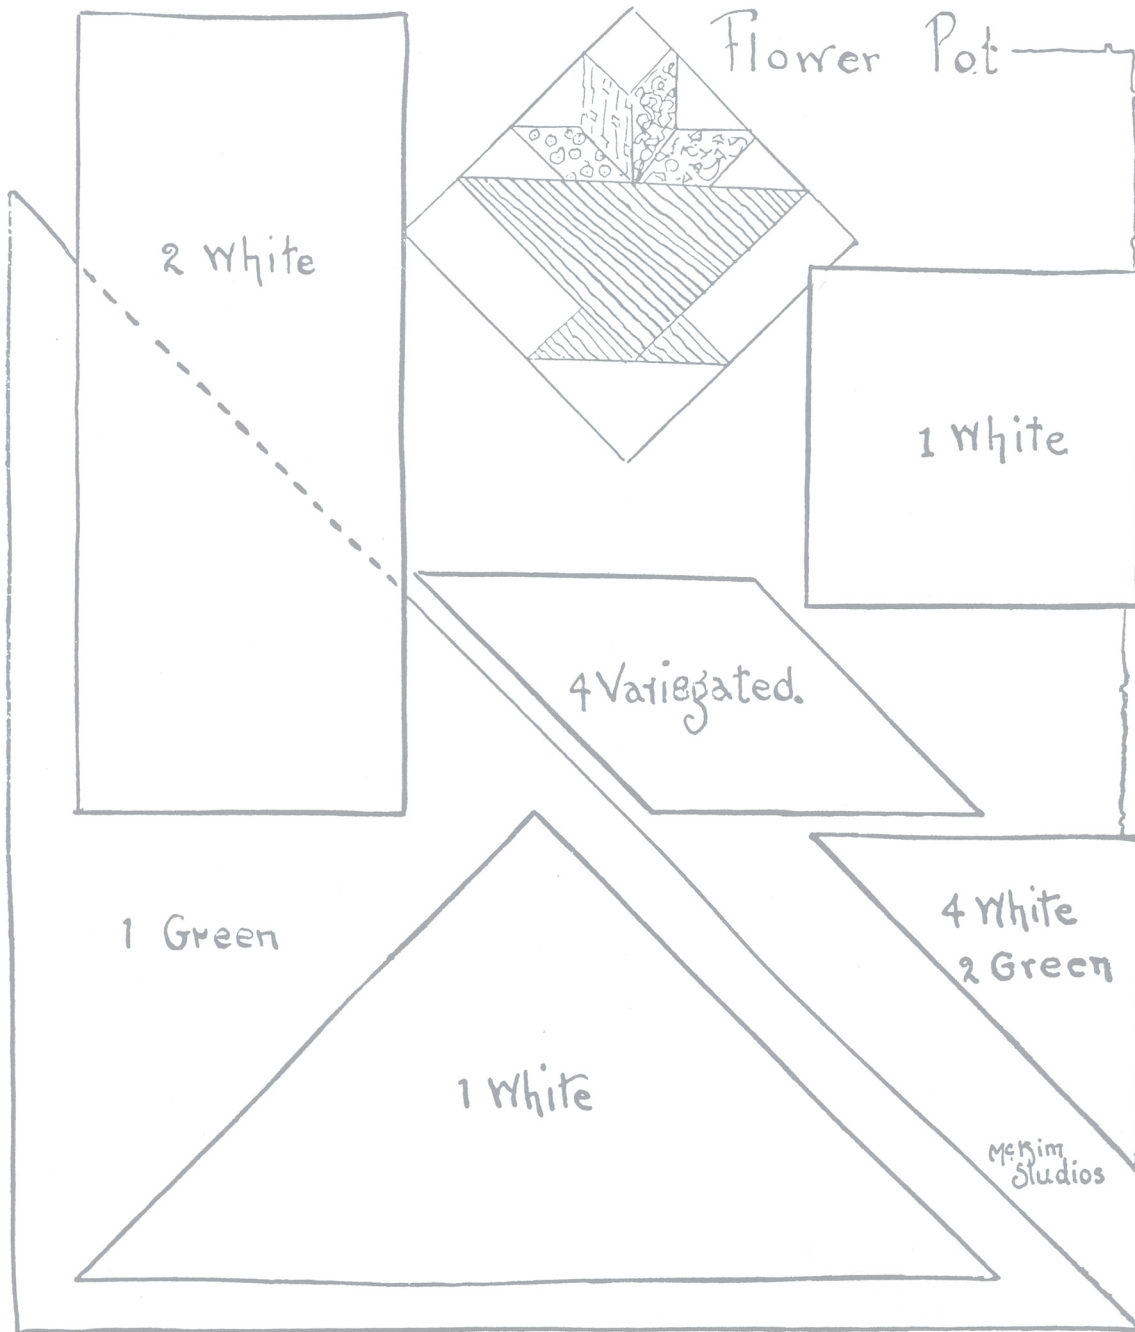 Flower Pot
2 White
1 White
4 Variegated.
1 Green
4 White
2 Green
1 White
McKim
Studios